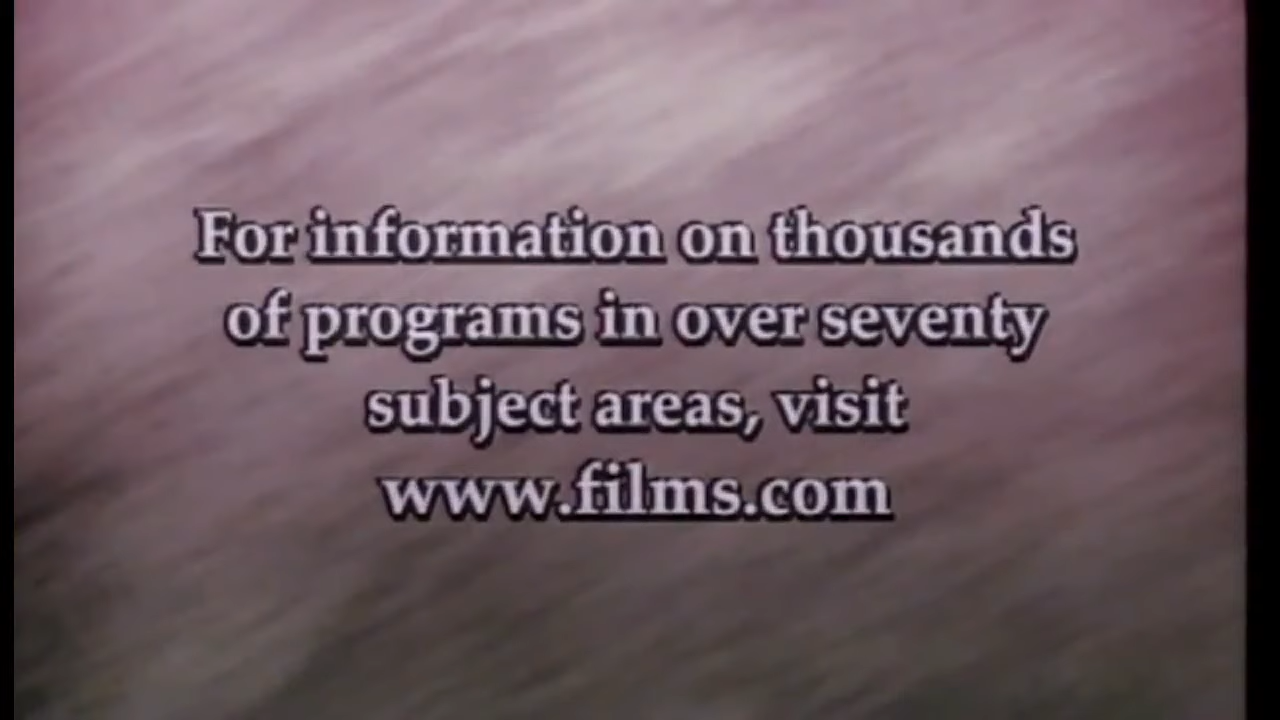 For information on thousands
of programs in over seventy
subject areas, visit
www.films.com